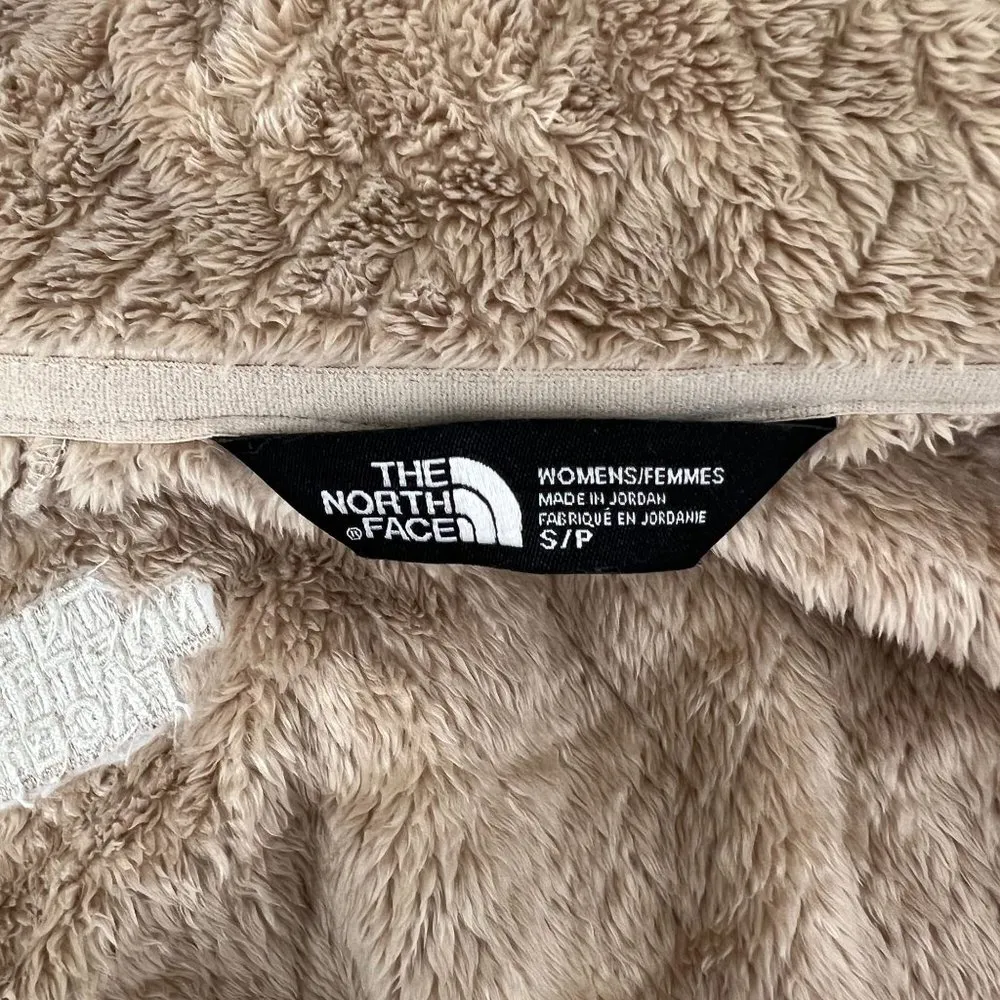 THE
NORTH
® FACE
WOMENS/FEMMES
MADE IN JORDAN
FABRIQUÉ EN JORDANIE
S/P